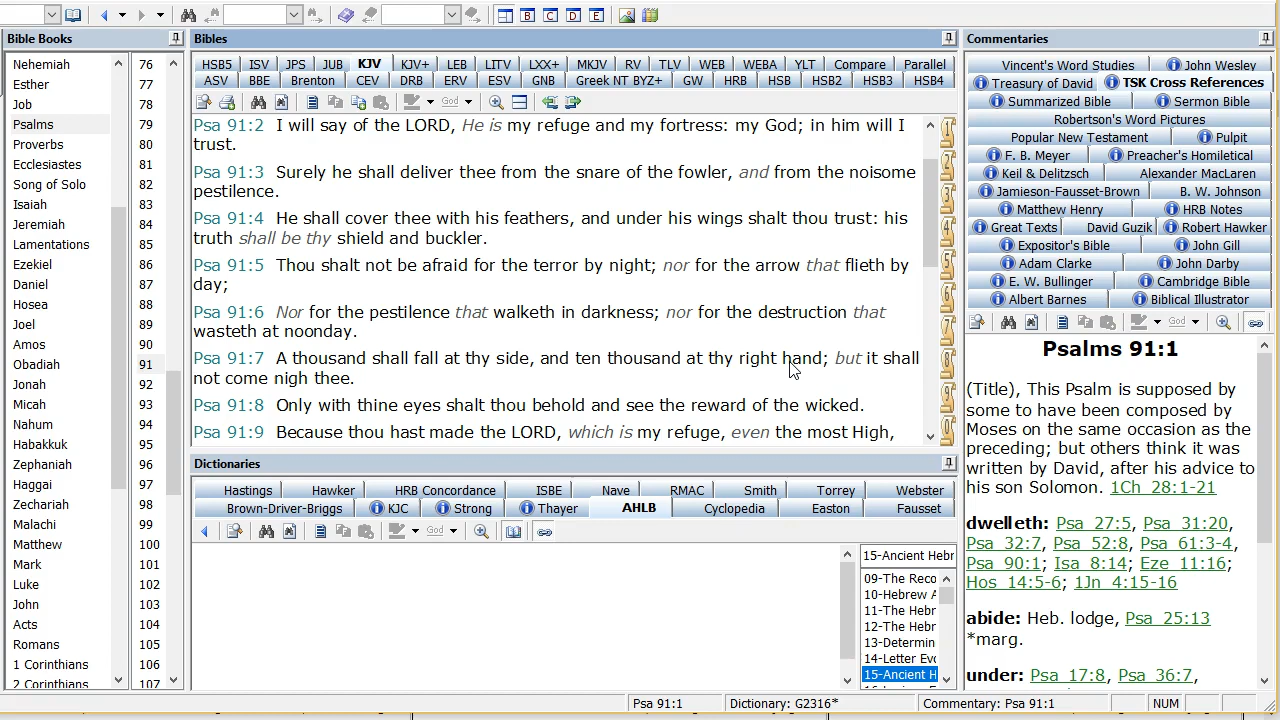 God
B
C
D
E
Bible Books
Bibles
Commentaries
Nehemiah
Esther
Job
Psalms
Proverbs
Ecclesiastes
Song of Solo
Isaiah
Jeremiah
Lamentations
Ezekiel
Daniel
Hosea
Joel
Amos
Obadiah
Jonah
Micah
Nahum
Habakkuk
Zephaniah
Haggai
Zechariah
Malachi
Matthew
Mark
Luke
John
Acts
Romans
1 Corinthians
2 Corinthians
76
77
78
79
80
81
82
83
84
85
86
87
88
89
90
91
92
93
94
95
96
97
98
99
100
101
102
103
104
105
106
107
HSB5 ISV JPS JUB KJV KJV+ LEB LITV LXX+ MKJV RV TLV WEB WEBA YLT Compare Parallel
ASV BBE Brenton CEV DRB ERV ESV GNB Greek NT BYZ+ GW HRB HSB HSB2 HSB3 HSB4
God
Psa 91:2 I will say of the LORD, He is my refuge and my fortress: my God; in him will I
trust.
Psa 91:3 Surely he shall deliver thee from the snare of the fowler, and from the noisome
pestilence.
Psa 91:4 He shall cover thee with his feathers, and under his wings shalt thou trust: his
truth shall be thy shield and buckler.
Psa 91:5 Thou shalt not be afraid for the terror by night; nor for the arrow that flieth by
day;
Psa 91:6 Nor for the pestilence that walketh in darkness; nor for the destruction that
wasteth at noonday.
Psa 91:7 A thousand shall fall at thy side, and ten thousand at thy right hand; but it shall
not come nigh thee.
Psa 91:8 Only with thine eyes shalt thou behold and see the reward of the wicked.
Psa 91:9 Because thou hast made the LORD, which is my refuge, even the most High,
1
2
3
4
5
6
7
8
9
0
Dictionaries
Hastings Hawker HRB Concordance ISBE Nave RMAC Smith Torrey Webster
Brown-Driver-Briggs KJC Strong Thayer AHLB Cyclopedia Easton Fausset
God
15-Ancient Hebr
09-The Reco
10-Hebrew A
11-The Hebr
12-The Hebr
13-Determin
14-Letter Evo
15-Ancient H
Vincent's Word Studies John Wesley
Treasury of David TSK Cross References
Summarized Bible Sermon Bible
Robertson's Word Pictures
Popular New Testament Pulpit
F. B. Meyer Preacher's Homiletical
Keil & Delitzsch Alexander MacLaren
Jamieson-Fausset-Brown B. W. Johnson
Matthew Henry HRB Notes
Great Texts David Guzik Robert Hawker
Expositor's Bible John Gill
Adam Clarke John Darby
E. W. Bullinger Cambridge Bible
Albert Barnes Biblical Illustrator
God
Psalms 91:1
(Title), This Psalm is supposed by
some to have been composed by
Moses on the same occasion as the
preceding; but others think it was
written by David, after his advice to
his son Solomon. 1Ch 28:1-21
dwelleth: Psa 27:5, Psa 31:20,
Psa 32:7, Psa 52:8, Psa 61:3-4,
Psa 90:1; Isa 8:14; Eze 11:16;
Hos 14:5-6; 1Jn 4:15-16
abide: Heb. lodge, Psa 25:13
*marg.
under: Psa 17:8, Psa 36:7,
Psa 91:1
Dictionary: G2316*
Commentary: Psa 91:1
NUM